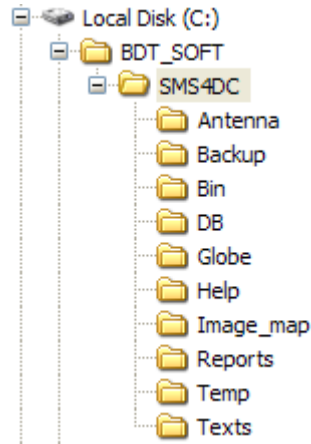 Local Disk (C:)
BDT_SOFT
SMS4DC
Antenna
Backup
Bin
DB
Globe
Help
Image_map
Reports
Temp
Texts